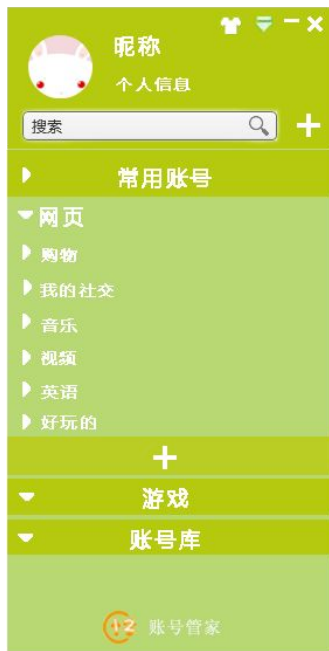 昵称
个人信息
搜索
常用账号
网页
购物
我的社交
音乐
视频
英语
好玩的
游戏
账号库
账号管家